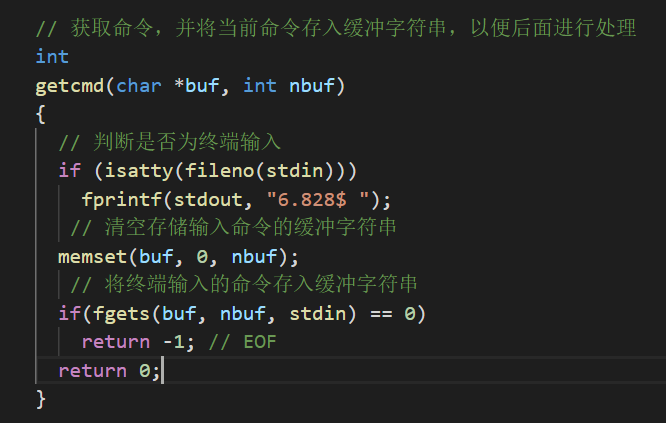 // 获取命令，并将当前命令存入缓冲字符串，以便后面进行处理
int
getcmd(char *buf, int nbuf)
{
  // 判断是否为终端输入
  if (isatty(fileno(stdin)))
    fprintf(stdout, "6.828$ ");
   // 清空存储输入命令的缓冲字符串
  memset(buf, 0, nbuf);
   // 将终端输入的命令存入缓冲字符串
  if(fgets(buf, nbuf, stdin) == 0)
    return -1; // EOF
  return 0;
}